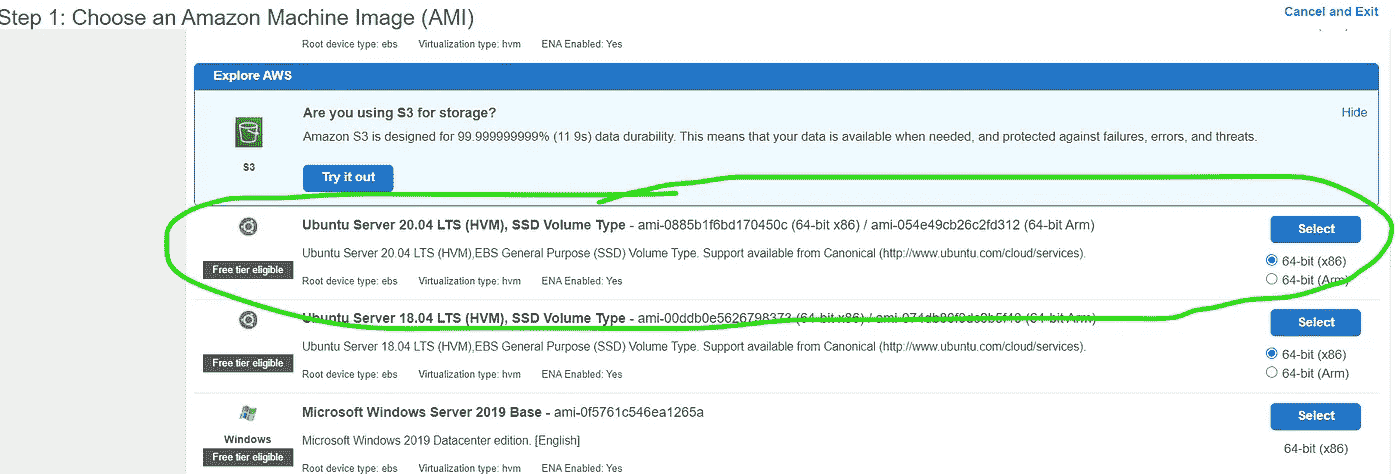 Step 1: Choose an Amazon Machine Image (AMI)
Cancel and Exit
Root device type: ebs Virtualization type: hvm ENA Enabled: Yes
Explore AWS
Are you using S3 for storage?
Hide
Amazon S3 is designed for 99.999999999% (11 9s) data durability. This means that your data is available when needed, and protected against failures, errors, and threats.
S3
Try it out
Ubuntu Server 20.04 LTS (HVM), SSD Volume Type - ami-0885b1f6bd170450c (64-bit x86) / ami-054e49cb26c2fd312 (64-bit Arm)
Select
Ubuntu Server 20.04 LTS (HVM),EBS General Purpose (SSD) Volume Type. Support available from Canonical (http://www.ubuntu.com/cloud/services).
64-bit (x86)
Free tier eligible
Root device type: ebs Virtualization type: hvm ENA Enabled: Yes
64-bit (Arm)
Ubuntu Server 18.04 LTS (HVM), SSD Volume Type - ami-00ddb0e5626798373 (64-bit x86) / (64-bit Arm)
Select
Ubuntu Server 18.04 LTS (HVM),EBS General Purpose (SSD) Volume Type. Support available from Canonical (http://www.ubuntu.com/cloud/services).
64-bit (x86)
Free tier eligible
Root device type: ebs Virtualization type: hvm ENA Enabled: Yes
64-bit (Arm)
Microsoft Windows Server 2019 Base - ami-0f5761c546ea1265a
Select
Windows
Microsoft Windows 2019 Datacenter edition. [English]
64-bit (x86)
Free tier eligible
Root device type: ebs Virtualization type: hvm ENA Enabled: Yes